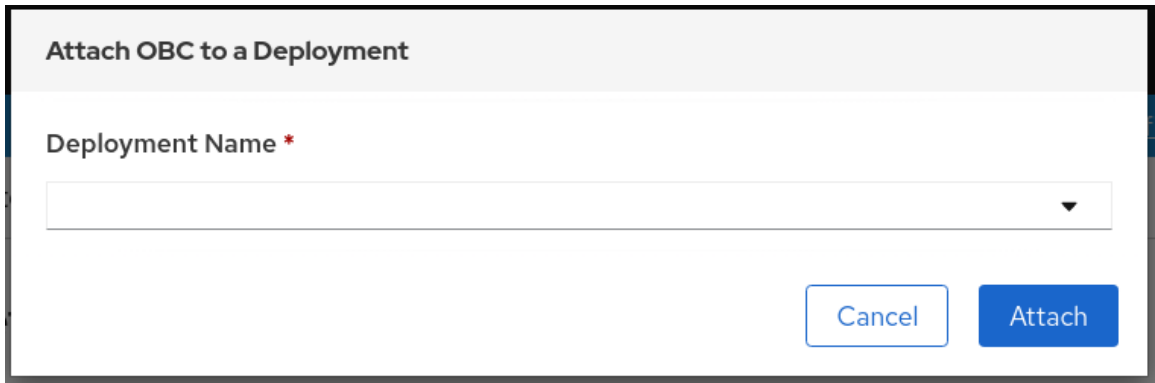 Attach OBC to a Deployment
Deployment Name *
Cancel
Attach